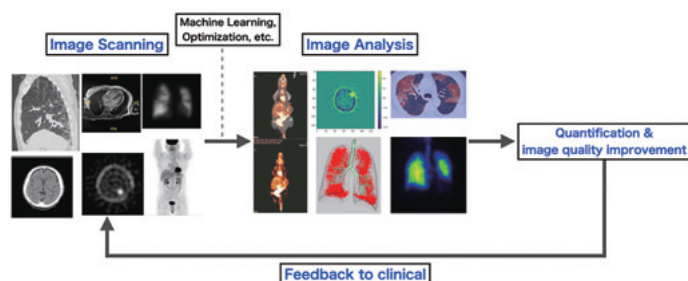 Machine Learning,
Optimization, etc.
Image Scanning
Image Analysis
Quantification &
image quality improvement
Feedback to clinical